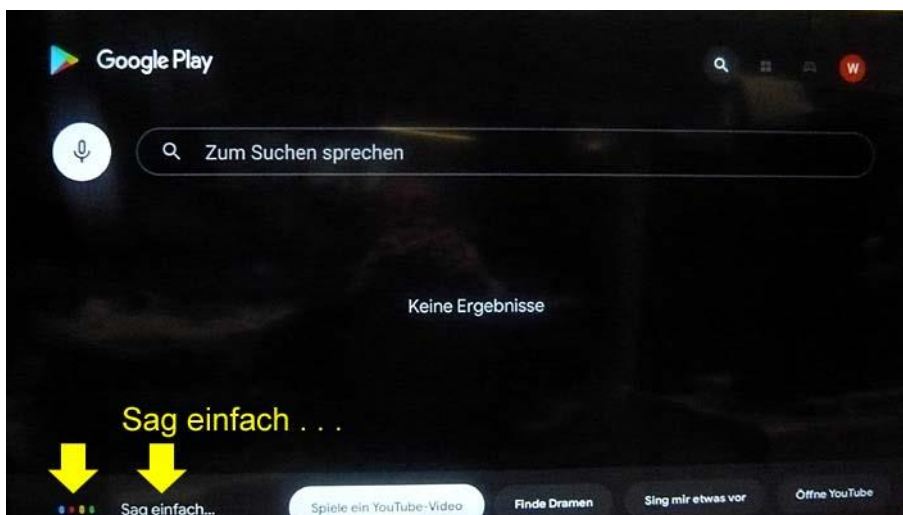 Google Play
W
Zum Suchen sprechen
Keine Ergebnisse
Sag einfach . . .
Sag einfach...
Spiele ein YouTube-Video
Finde Dramen
Sing mir etwas vor
Öffne YouTube